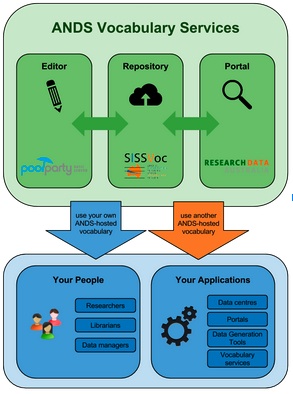 ANDS Vocabulary Services
Editor
Repository
Portal
poolparty
SISSVoc
RESEARCH DATA
use your own
ANDS-hosted
vocabulary
use another
ANDS-hosted
vocabulary
Your People
Researchers
Librarians
Data managers
Your Applications
Data centres
Portals
Data Generation
Tools
Vocabulary
services